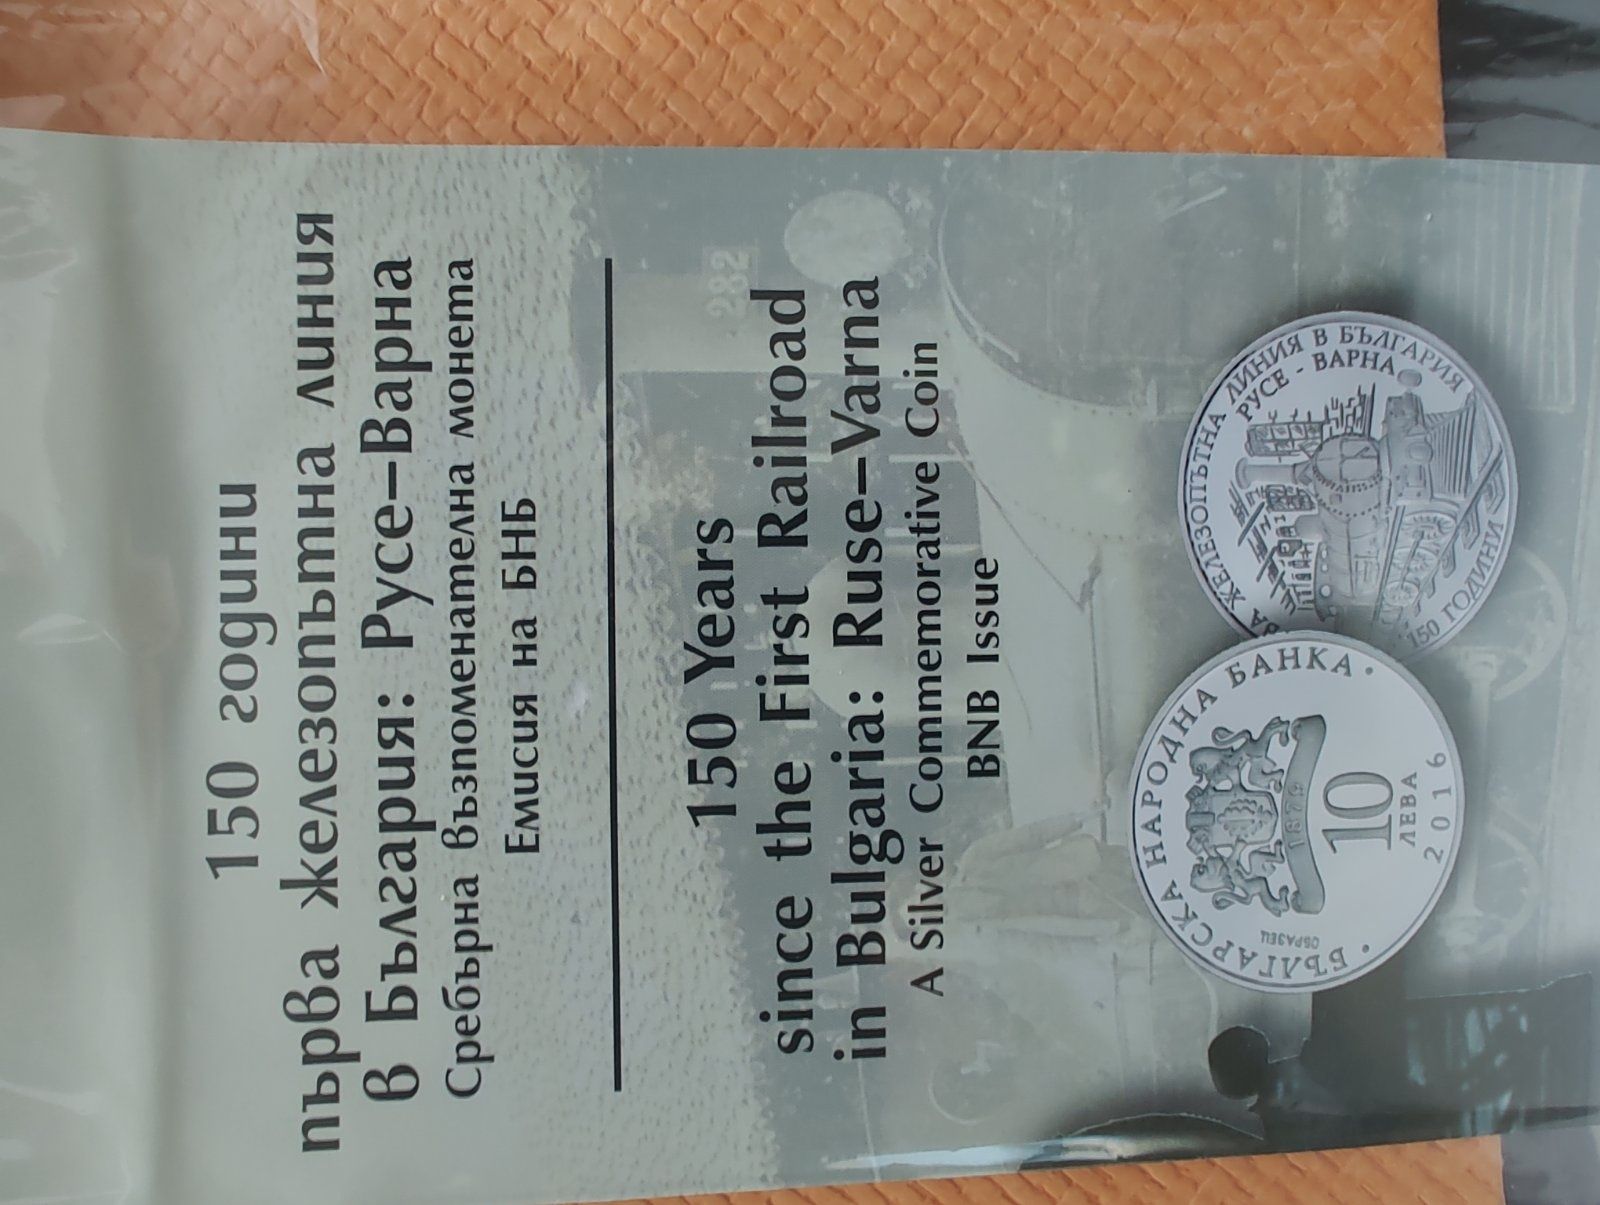 150 години
първа железопътна линия
в България: Русе–Варна
Сребърна възпоменателна монета
Емисия на БНБ
150 Years
since the First Railroad
in Bulgaria: Ruse–Varna
A Silver Commemorative Coin
BNB Issue
282
• БЪЛГАРСКА НАРОДНА БАНКА •
ОБРАЗЕЦ
1879
10
ЛЕВА
2016
ЖЕЛЕЗОПЪТНА ЛИНИЯ В БЪЛГАРИЯ
РУСЕ - ВАРНА
150 ГОДИНИ